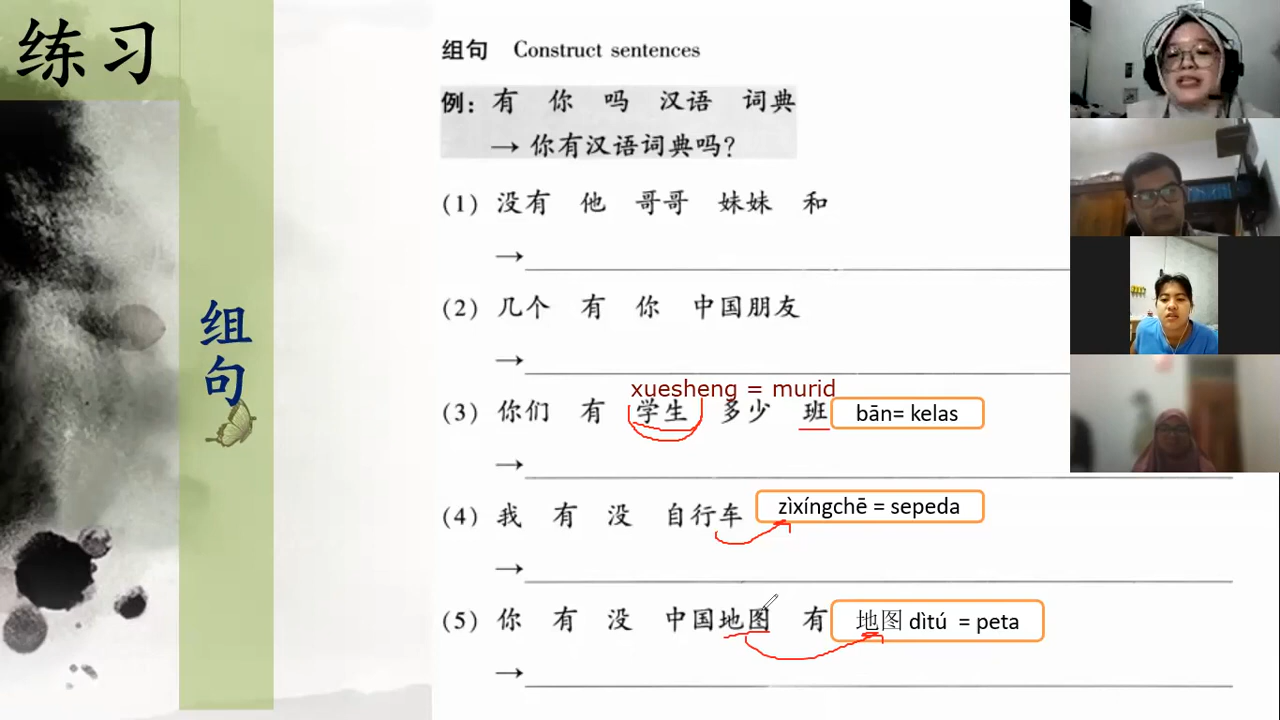 练习
组句
组句 Construct sentences
例：有 你 吗 汉语 词典
→ 你有汉语词典吗？
(1) 没有 他 哥哥 妹妹 和
→
(2) 几个 有 你 中国朋友
→
xuesheng = murid
(3) 你们 有 学生 多少 班 bān= kelas
→
(4) 我 有 没 自行车 zìxíngchē = sepeda
→
(5) 你 有 没 中国地图 有 地图 dìtú = peta
→